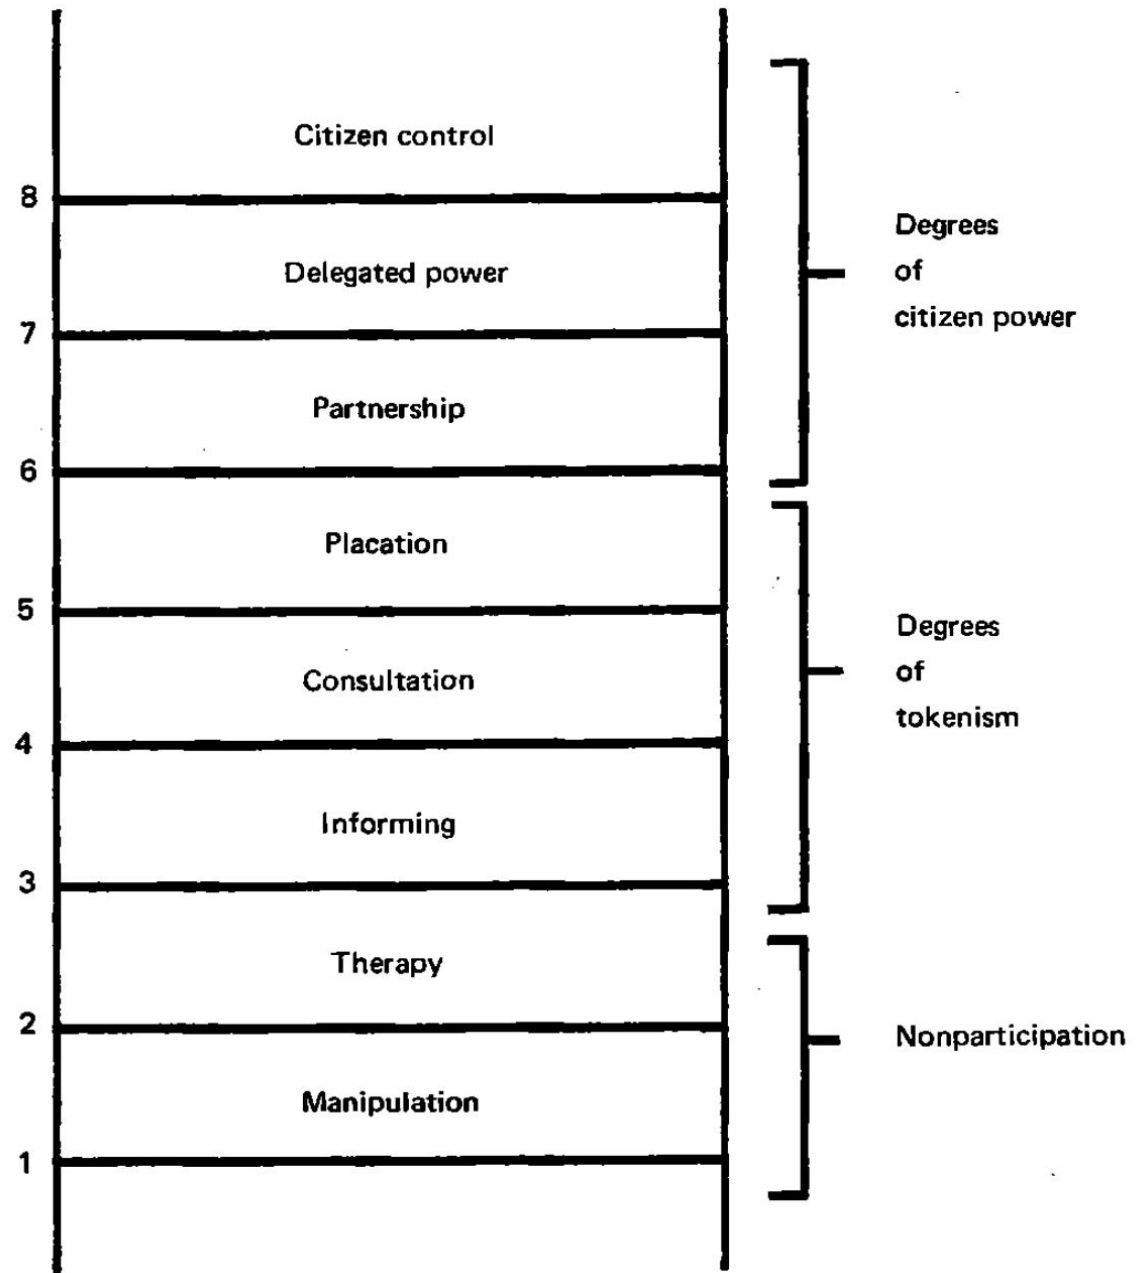 Citizen control
8
Delegated power
7
Partnership
6
Placation
5
Consultation
4
Informing
3
Therapy
2
Manipulation
1
Degrees
of
citizen power
Degrees
of
tokenism
Nonparticipation